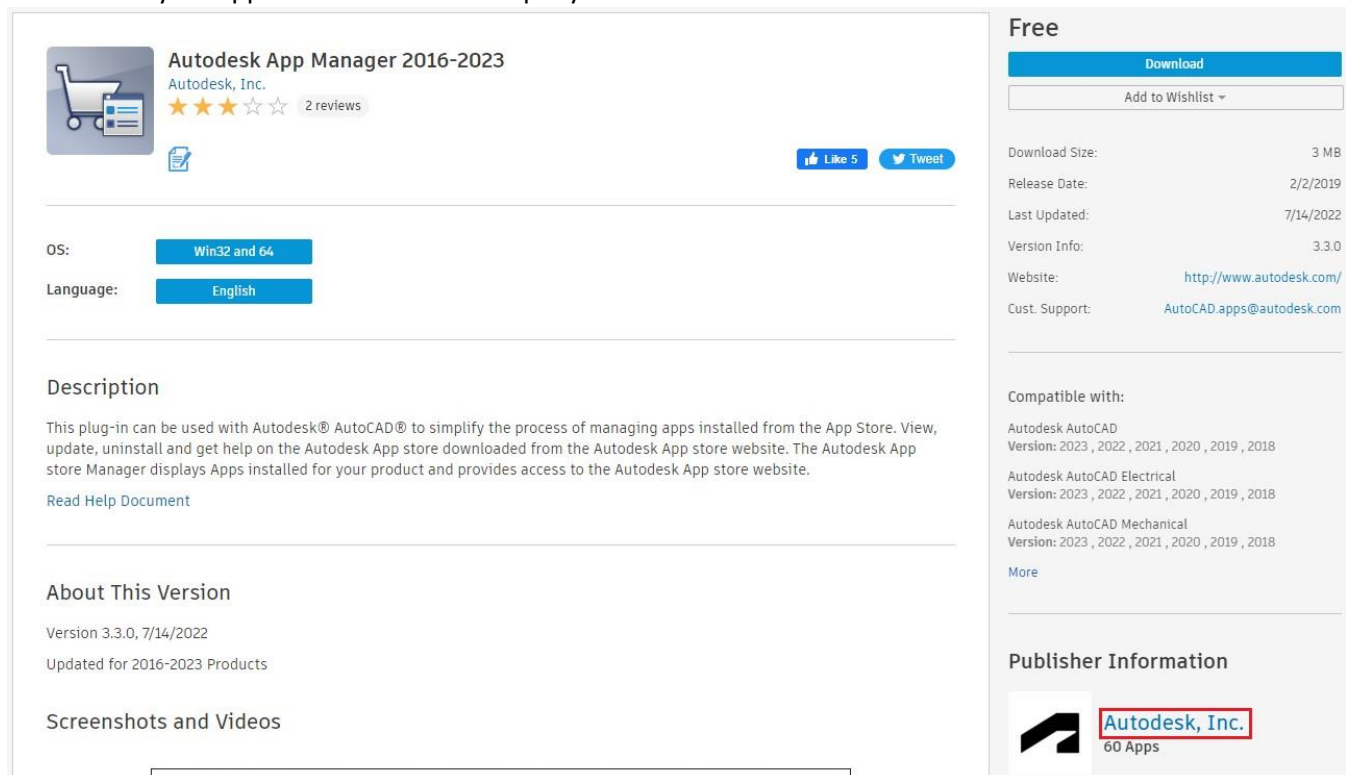 Autodesk App Manager 2016-2023
Autodesk, Inc.
2 reviews
Like 5
Tweet
OS:
Win32 and 64
Language:
English
Description
This plug-in can be used with Autodesk® AutoCAD® to simplify the process of managing apps installed from the App Store. View,
update, uninstall and get help on the Autodesk App store downloaded from the Autodesk App store website. The Autodesk App
store Manager displays Apps installed for your product and provides access to the Autodesk App store website.
Read Help Document
About This Version
Version 3.3.0, 7/14/2022
Updated for 2016-2023 Products
Screenshots and Videos
Free
Download
Add to Wishlist
Download Size: 3 MB
Release Date: 2/2/2019
Last Updated: 7/14/2022
Version Info: 3.3.0
Website: http://www.autodesk.com/
Cust. Support: AutoCAD.apps@autodesk.com
Compatible with:
Autodesk AutoCAD
Version: 2023 , 2022 , 2021 , 2020 , 2019 , 2018
Autodesk AutoCAD Electrical
Version: 2023 , 2022 , 2021 , 2020 , 2019 , 2018
Autodesk AutoCAD Mechanical
Version: 2023 , 2022 , 2021 , 2020 , 2019 , 2018
More
Publisher Information
Autodesk, Inc.
60 Apps